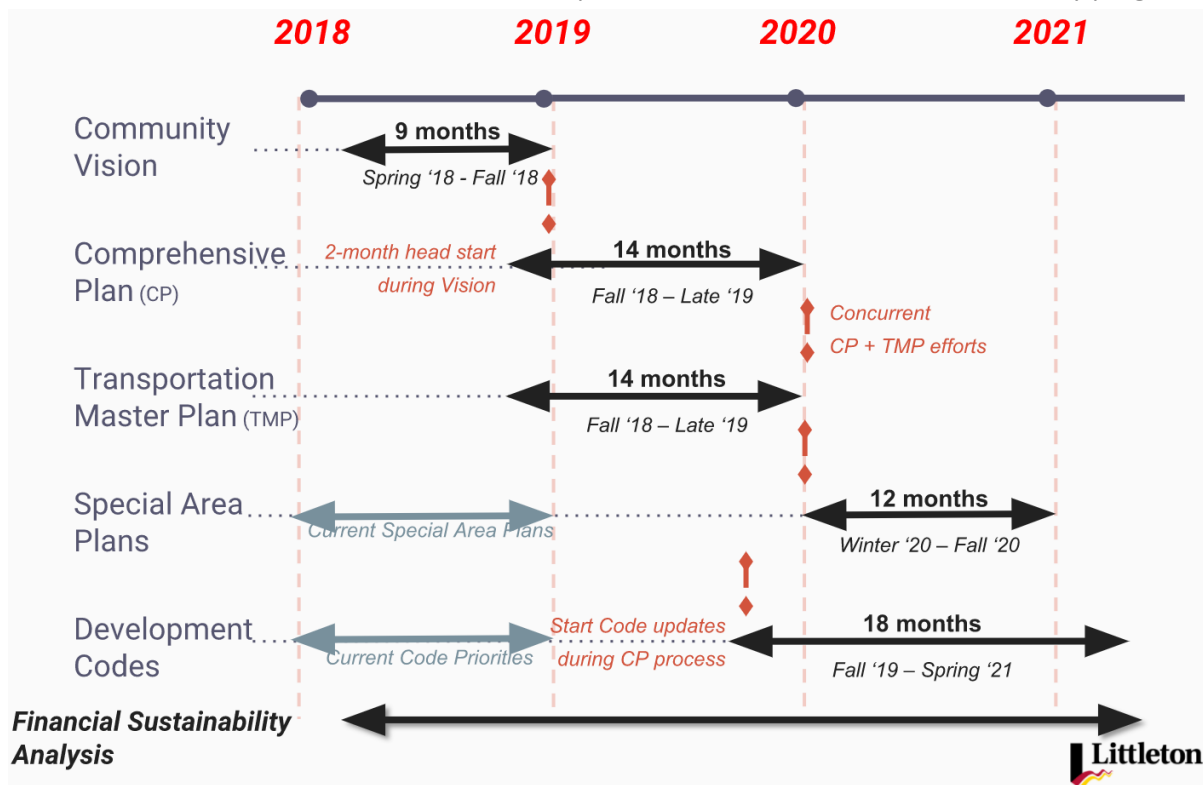 2018 2019 2020 2021
Community
Vision
9 months
Spring ‘18 - Fall ‘18
Comprehensive
Plan (CP)
2-month head start
during Vision
14 months
Fall ‘18 – Late ‘19
Concurrent
CP + TMP efforts
Transportation
Master Plan (TMP)
14 months
Fall ‘18 – Late ‘19
Special Area
Plans
Current Special Area Plans
12 months
Winter ‘20 – Fall ‘20
Development
Codes
Current Code Priorities
Start Code updates
during CP process
18 months
Fall ‘19 – Spring ‘21
Financial Sustainability
Analysis
Littleton